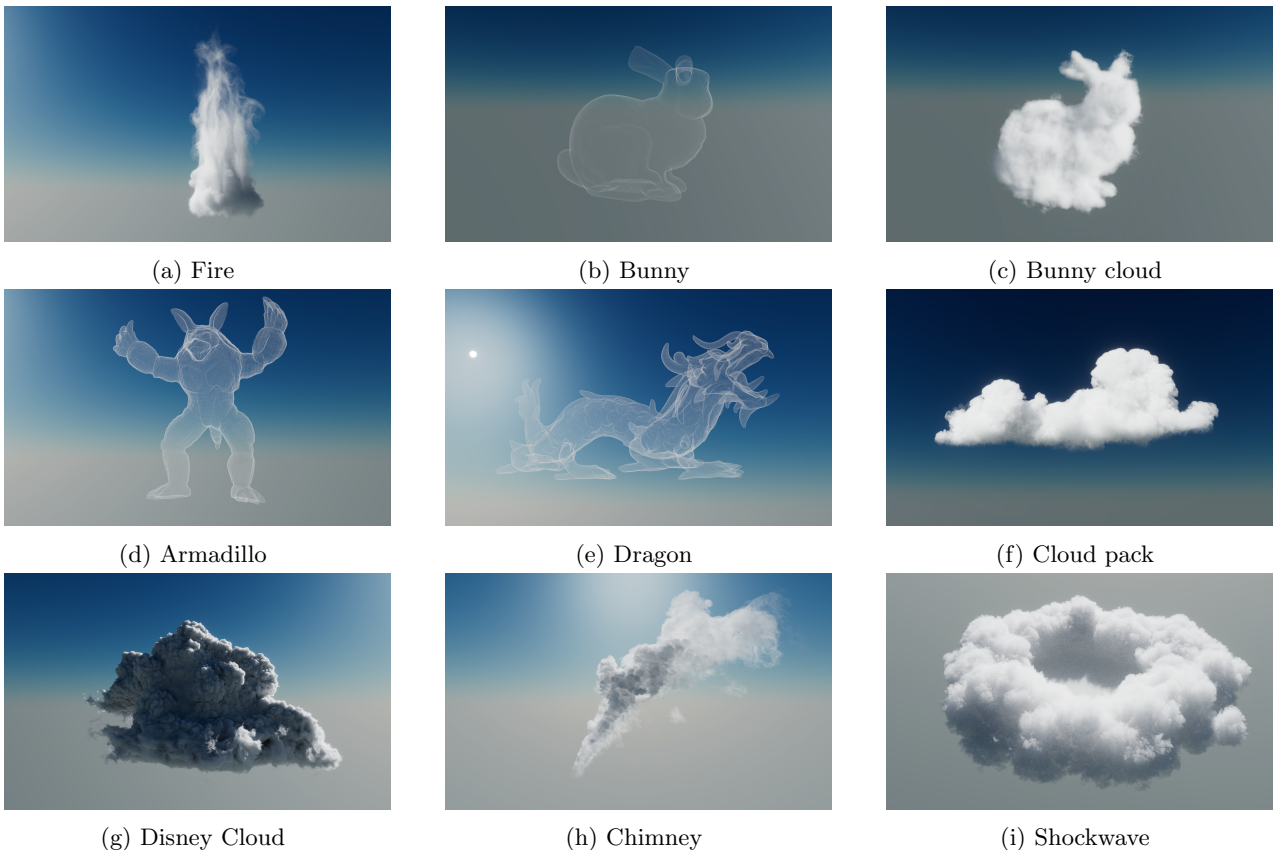 (a) Fire
(b) Bunny
(c) Bunny cloud
(d) Armadillo
(e) Dragon
(f) Cloud pack
(g) Disney Cloud
(h) Chimney
(i) Shockwave